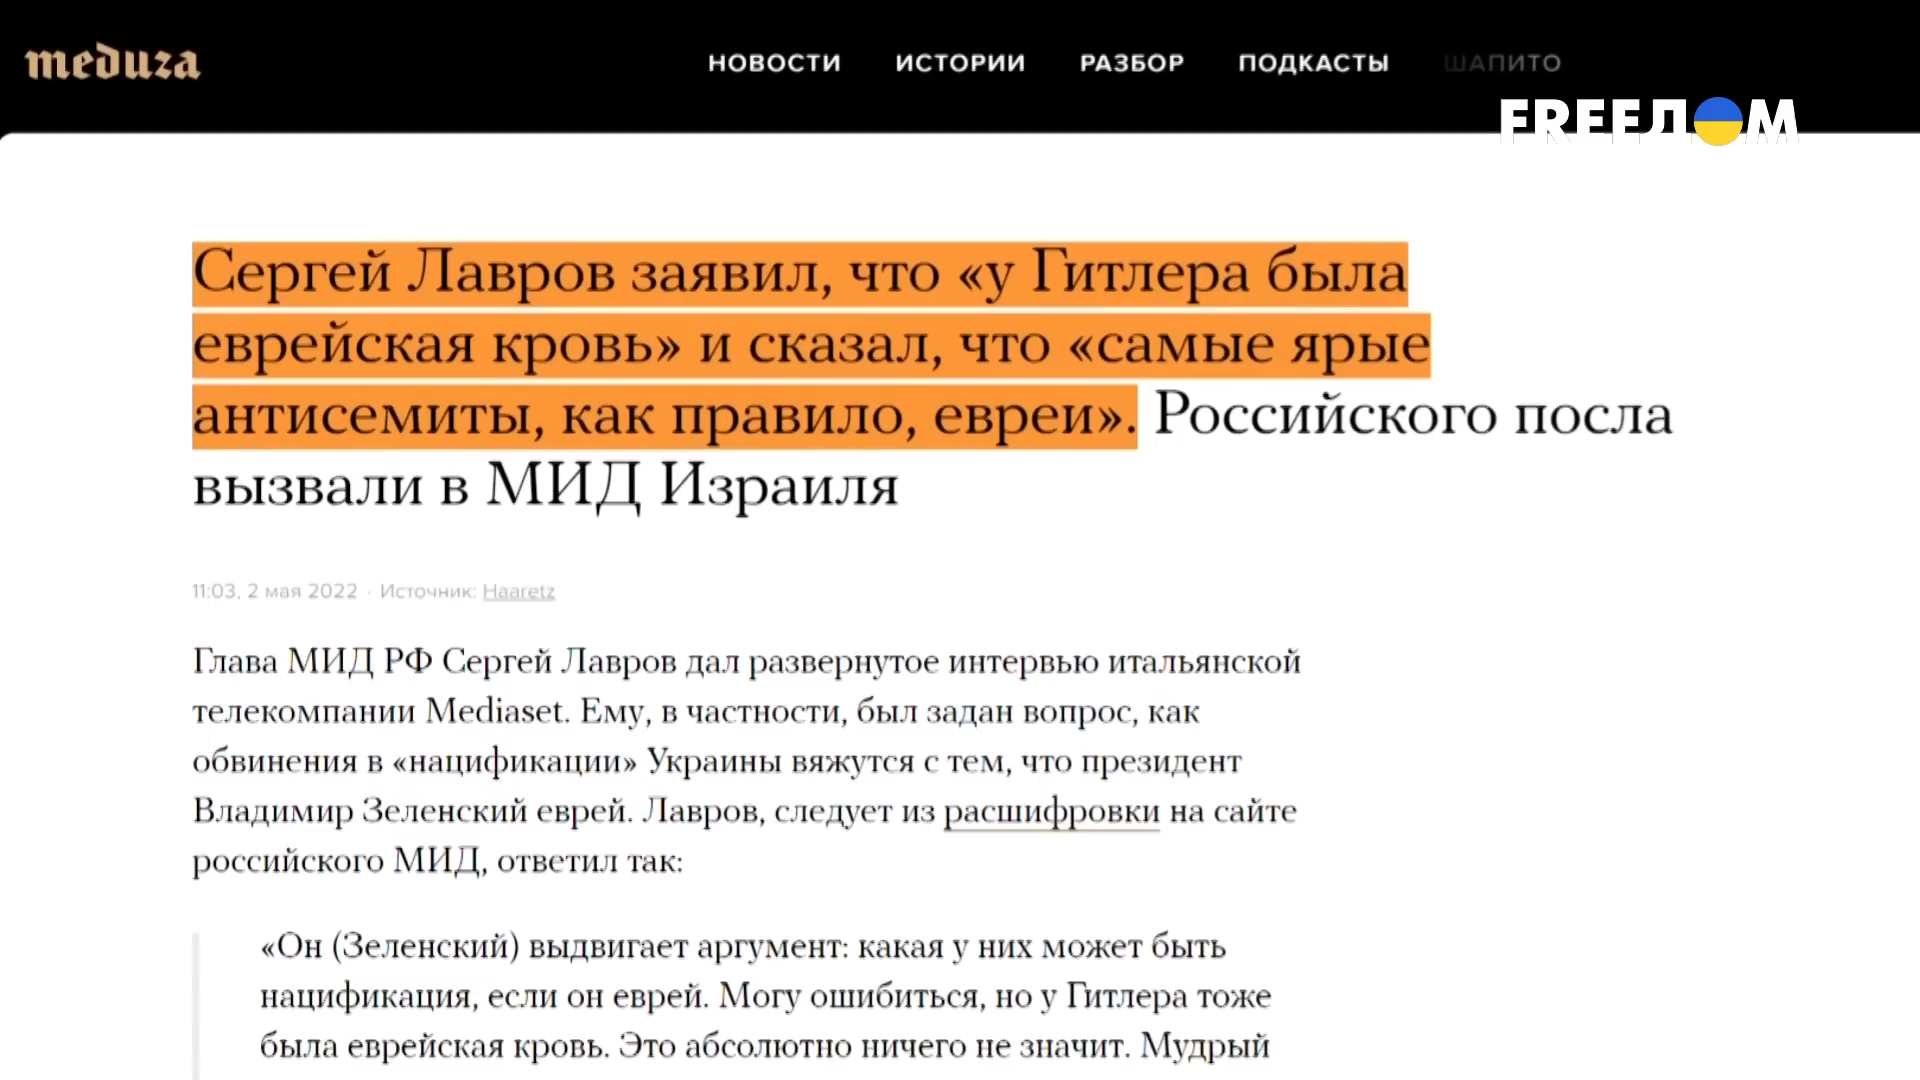 meduza
НОВОСТИ ИСТОРИИ РАЗБОР ПОДКАСТЫ ШАПИТО
FREEДОМ
Сергей Лавров заявил, что «у Гитлера была
еврейская кровь» и сказал, что «самые ярые
антисемиты, как правило, евреи». Российского посла
вызвали в МИД Израиля
11:03, 2 мая 2022 · Источник: Haaretz
Глава МИД РФ Сергей Лавров дал развернутое интервью итальянской
телекомпании Mediaset. Ему, в частности, был задан вопрос, как
обвинения в «нацификации» Украины вяжутся с тем, что президент
Владимир Зеленский еврей. Лавров, следует из расшифровки на сайте
российского МИД, ответил так:
«Он (Зеленский) выдвигает аргумент: какая у них может быть
нацификация, если он еврей. Могу ошибиться, но у Гитлера тоже
была еврейская кровь. Это абсолютно ничего не значит. Мудрый